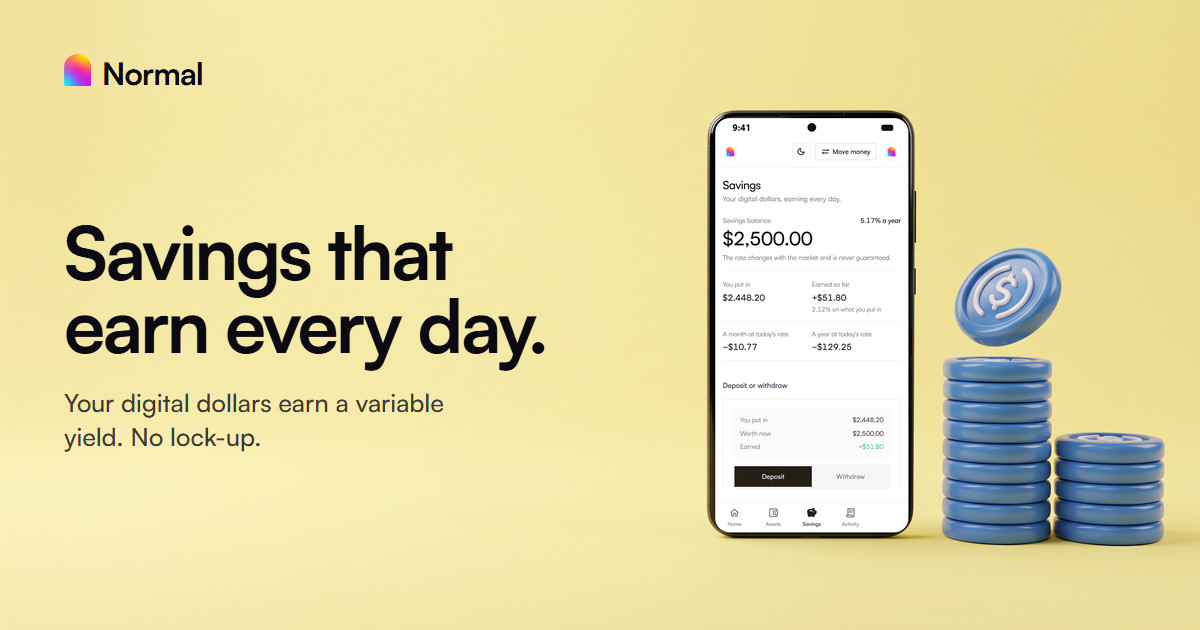 Normal
Savings that
earn every day.
Your digital dollars earn a variable
yield. No lock-up.
9:41
Move money
Savings
Your digital dollars, earning every day.
Savings balance
5.17% a year
$2,500.00
The rate changes with the market and is never guaranteed.
You put in
Earned so far
$2,448.20
+$51.80
2.12% on what you put in
A month at today's rate
A year at today's rate
~$10.77
~$129.25
Deposit or withdraw
You put in
$2,448.20
Worth now
$2,500.00
Earned
+$51.80
Deposit
Withdraw
Home
Assets
Savings
Activity
$